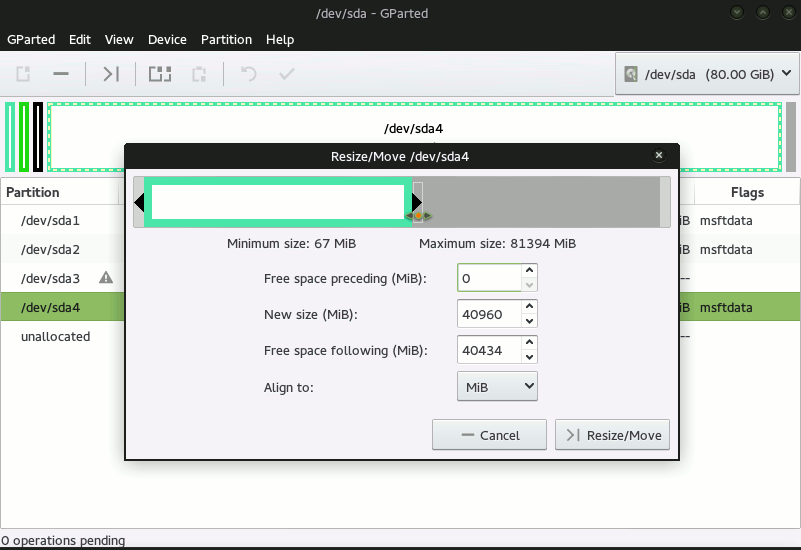 /dev/sda - GParted
GParted Edit View Device Partition Help
/dev/sda (80.00 GiB)
/dev/sda4
Resize/Move /dev/sda4
Partition Flags
/dev/sda1 iB msftdata
/dev/sda2 iB msftdata
/dev/sda3 --
/dev/sda4 iB msftdata
unallocated --
Minimum size: 67 MiB Maximum size: 81394 MiB
Free space preceding (MiB): 0
New size (MiB): 40960
Free space following (MiB): 40434
Align to: MiB
Cancel Resize/Move
0 operations pending